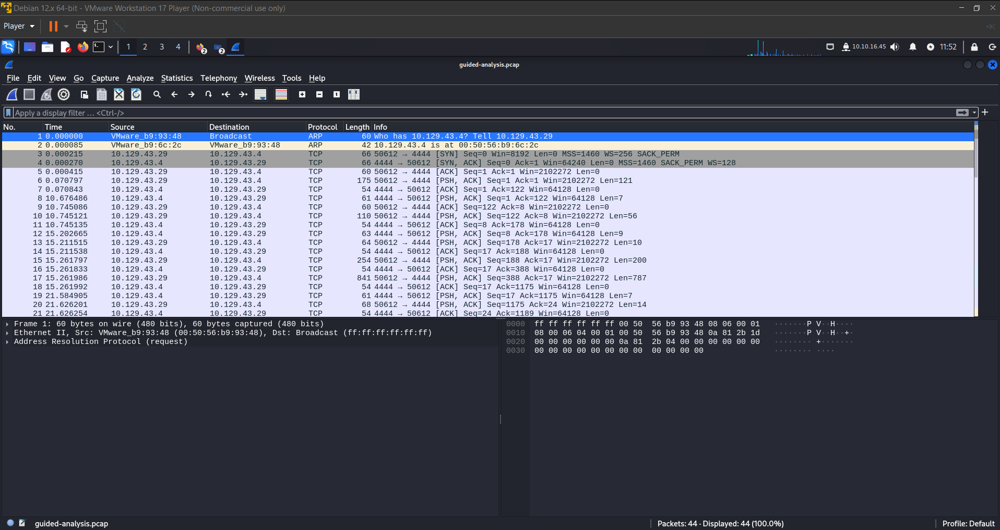 Debian 12.x 64-bit - VMware Workstation 17 Player (Non-commercial use only)
Player
1 2 3 4 2 2 10.10.16.45 11:52
guided-analysis.pcap
File Edit View Go Capture Analyze Statistics Telephony Wireless Tools Help
Apply a display filter … <Ctrl-/>
No. Time Source Destination Protocol Length Info
1 0.000000 VMware_b9:93:48 Broadcast ARP 60 Who has 10.129.43.4? Tell 10.129.43.29
2 0.000085 VMware_b9:6c:2c VMware_b9:93:48 ARP 42 10.129.43.4 is at 00:50:56:b9:6c:2c
3 0.000215 10.129.43.29 10.129.43.4 TCP 66 50612 → 4444 [SYN] Seq=0 Win=8192 Len=0 MSS=1460 WS=256 SACK_PERM
4 0.000270 10.129.43.4 10.129.43.29 TCP 66 4444 → 50612 [SYN, ACK] Seq=0 Ack=1 Win=64240 Len=0 MSS=1460 SACK_PERM WS=128
5 0.000415 10.129.43.29 10.129.43.4 TCP 60 50612 → 4444 [ACK] Seq=1 Ack=1 Win=2102272 Len=0
6 0.070797 10.129.43.29 10.129.43.4 TCP 175 50612 → 4444 [PSH, ACK] Seq=1 Ack=1 Win=2102272 Len=121
7 0.070843 10.129.43.4 10.129.43.29 TCP 54 4444 → 50612 [ACK] Seq=1 Ack=122 Win=64128 Len=0
8 10.676486 10.129.43.4 10.129.43.29 TCP 61 4444 → 50612 [PSH, ACK] Seq=1 Ack=122 Win=64128 Len=7
9 10.745086 10.129.43.29 10.129.43.4 TCP 60 50612 → 4444 [ACK] Seq=122 Ack=8 Win=2102272 Len=0
10 10.745121 10.129.43.29 10.129.43.4 TCP 110 50612 → 4444 [PSH, ACK] Seq=122 Ack=8 Win=2102272 Len=56
11 10.745135 10.129.43.4 10.129.43.29 TCP 54 4444 → 50612 [ACK] Seq=8 Ack=178 Win=64128 Len=0
12 15.202665 10.129.43.4 10.129.43.29 TCP 63 4444 → 50612 [PSH, ACK] Seq=8 Ack=178 Win=64128 Len=9
13 15.211515 10.129.43.29 10.129.43.4 TCP 64 50612 → 4444 [PSH, ACK] Seq=178 Ack=17 Win=2102272 Len=10
14 15.211538 10.129.43.4 10.129.43.29 TCP 54 4444 → 50612 [ACK] Seq=17 Ack=188 Win=64128 Len=0
15 15.261797 10.129.43.29 10.129.43.4 TCP 254 50612 → 4444 [PSH, ACK] Seq=188 Ack=17 Win=2102272 Len=200
16 15.261833 10.129.43.4 10.129.43.29 TCP 54 4444 → 50612 [ACK] Seq=17 Ack=388 Win=64128 Len=0
17 15.261986 10.129.43.29 10.129.43.4 TCP 841 50612 → 4444 [PSH, ACK] Seq=388 Ack=17 Win=2102272 Len=787
18 15.261992 10.129.43.4 10.129.43.29 TCP 54 4444 → 50612 [ACK] Seq=17 Ack=1175 Win=64128 Len=0
19 21.584905 10.129.43.4 10.129.43.29 TCP 61 4444 → 50612 [PSH, ACK] Seq=17 Ack=1175 Win=64128 Len=7
20 21.626201 10.129.43.29 10.129.43.4 TCP 68 50612 → 4444 [PSH, ACK] Seq=1175 Ack=24 Win=2102272 Len=14
21 21.626254 10.129.43.4 10.129.43.29 TCP 54 4444 → 50612 [ACK] Seq=24 Ack=1189 Win=64128 Len=0
Frame 1: 60 bytes on wire (480 bits), 60 bytes captured (480 bits)
Ethernet II, Src: VMware_b9:93:48 (00:50:56:b9:93:48), Dst: Broadcast (ff:ff:ff:ff:ff:ff)
Address Resolution Protocol (request)
0000 ff ff ff ff ff ff 00 50 56 b9 93 48 08 06 00 01 ·······P V··H····
0010 08 00 06 04 00 01 00 50 56 b9 93 48 0a 81 2b 1d ·······P V··H··+·
0020 00 00 00 00 00 00 0a 81 2b 04 00 00 00 00 00 00 ········ +·······
0030 00 00 00 00 00 00 00 00 00 00 00 00 ········ ····
guided-analysis.pcap
Packets: 44 · Displayed: 44 (100.0%)
Profile: Default